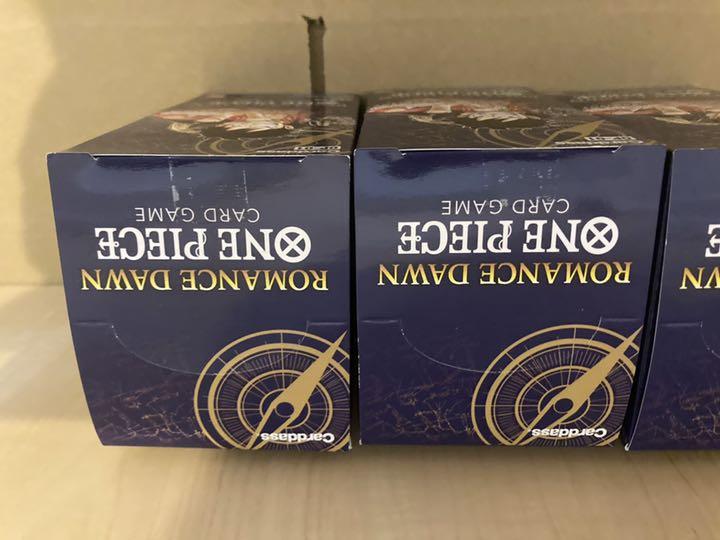 Carddass
ROMANCE DAWN
ONE PIECE
CARD GAME
Carddass
ROMANCE DAWN
ONE PIECE
CARD GAME